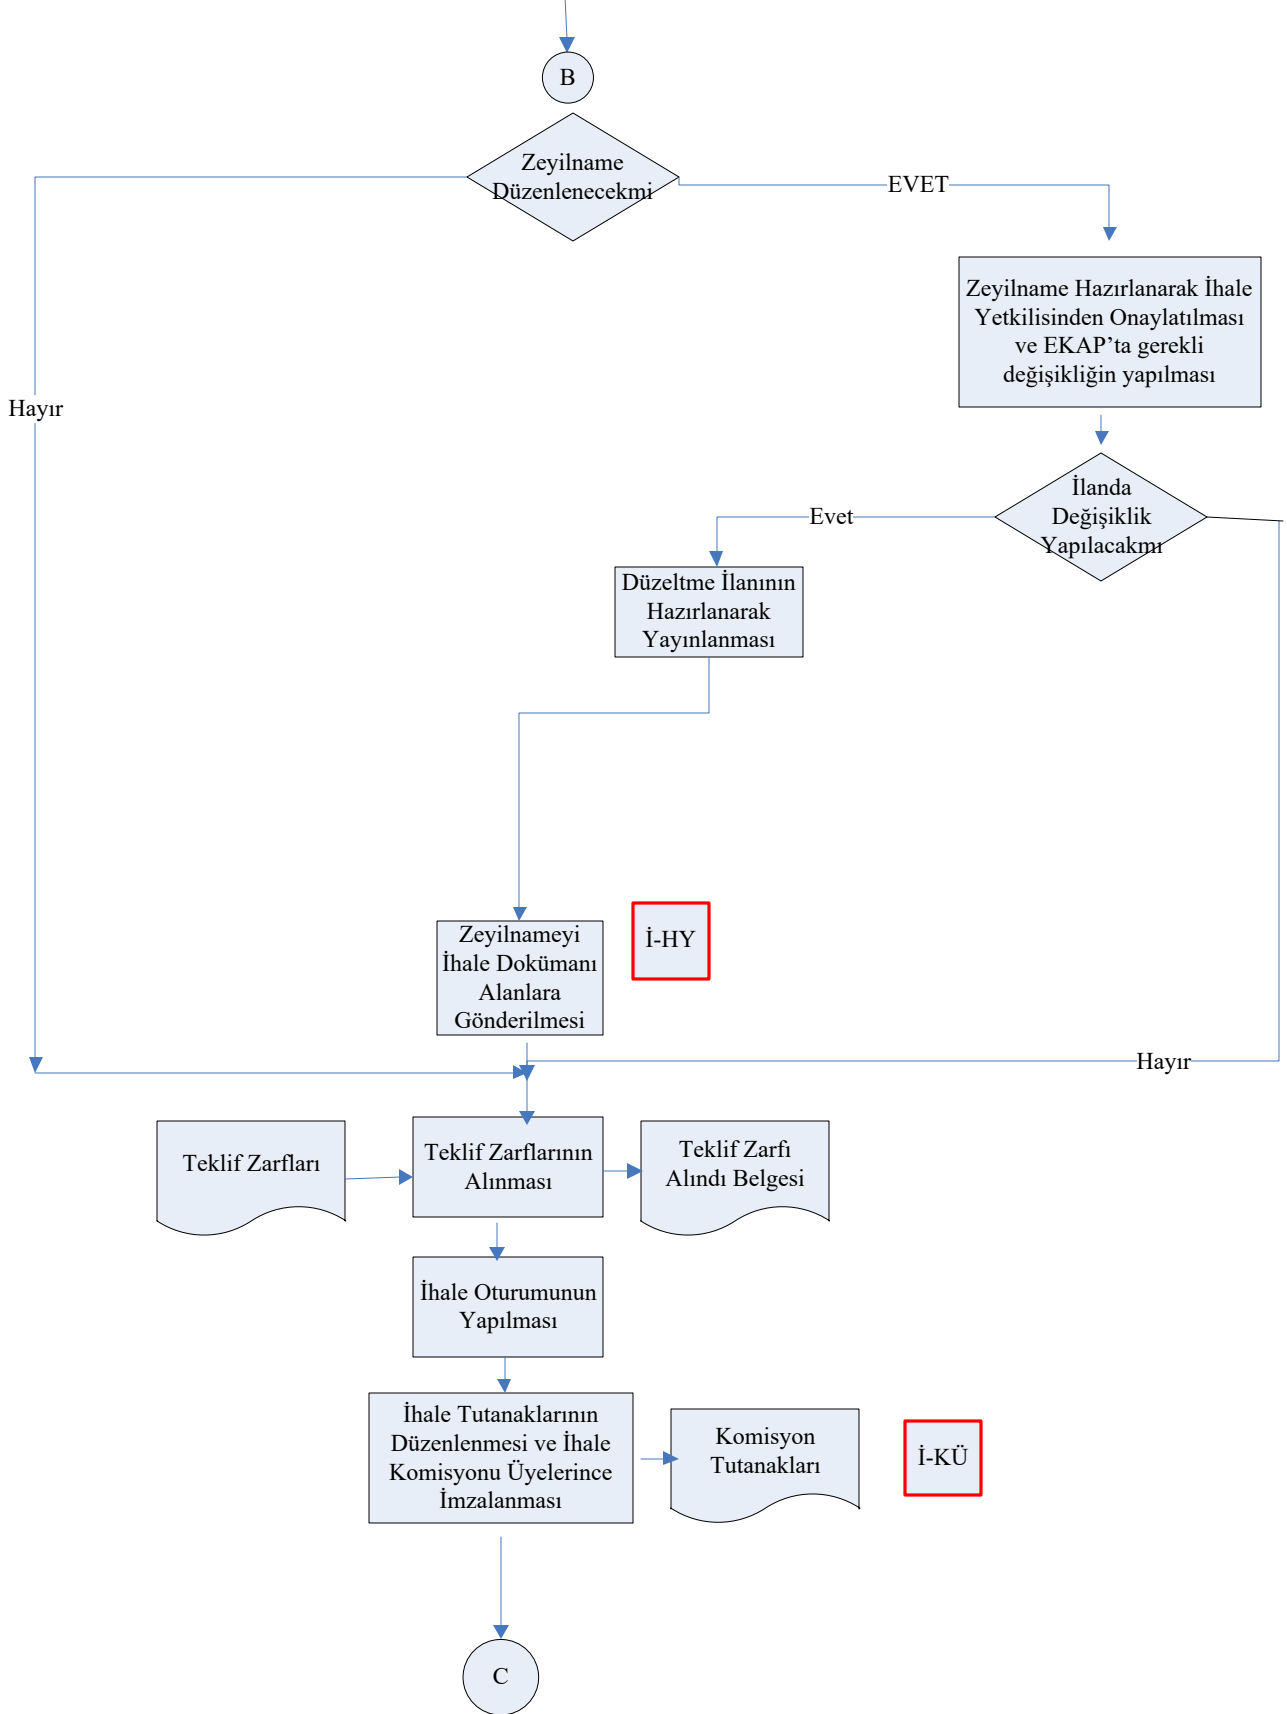 B
Zeyilname
Düzenlenecekmi
EVET
Zeyilname Hazırlanarak İhale
Yetkilisinden Onaylatılması
ve EKAP’ta gerekli
değişikliğin yapılması
Hayır
İlanda
Değişiklik
Yapılacakmı
Evet
Düzeltme İlanının
Hazırlanarak
Yayınlanması
Zeyilnameyi
İhale Dokümanı
Alanlara
Gönderilmesi
İ-HY
Hayır
Teklif Zarfları
Teklif Zarflarının
Alınması
Teklif Zarfı
Alındı Belgesi
İhale Oturumunun
Yapılması
İhale Tutanaklarının
Düzenlenmesi ve İhale
Komisyonu Üyelerince
İmzalanması
Komisyon
Tutanakları
İ-KÜ
C